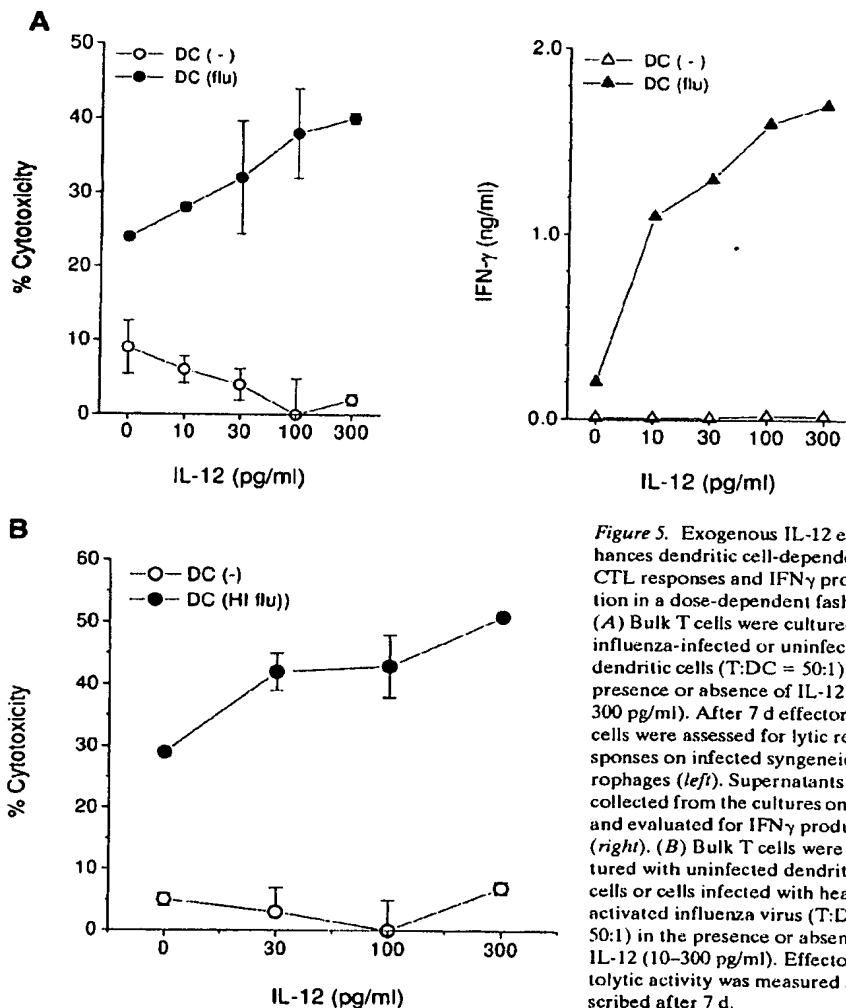 A
DC (-)
DC (flu)
50
40
30
20
10
0
% Cytotoxicity
0 10 30 100 300
IL-12 (pg/ml)
DC (-)
DC (flu)
2.0
1.0
0.0
IFN-γ (ng/ml)
0 10 30 100 300
IL-12 (pg/ml)
B
DC (-)
DC (HI flu))
60
50
40
30
20
10
0
% Cytotoxicity
0 30 100 300
IL-12 (pg/ml)
Figure 5. Exogenous IL-12 e
hances dendritic cell-depende
CTL responses and IFNγ pro
tion in a dose-dependent fash
(A) Bulk T cells were cultured
influenza-infected or uninfec
dendritic cells (T:DC = 50:1)
presence or absence of IL-12
300 pg/ml). After 7 d effector
cells were assessed for lytic re
sponses on infected syngeneic
rophages (left). Supernatants
collected from the cultures on
and evaluated for IFNγ produ
(right). (B) Bulk T cells were
tured with uninfected dendrit
cells or cells infected with hea
activated influenza virus (T:D
50:1) in the presence or absen
IL-12 (10–300 pg/ml). Effecto
tolytic activity was measured
scribed after 7 d.